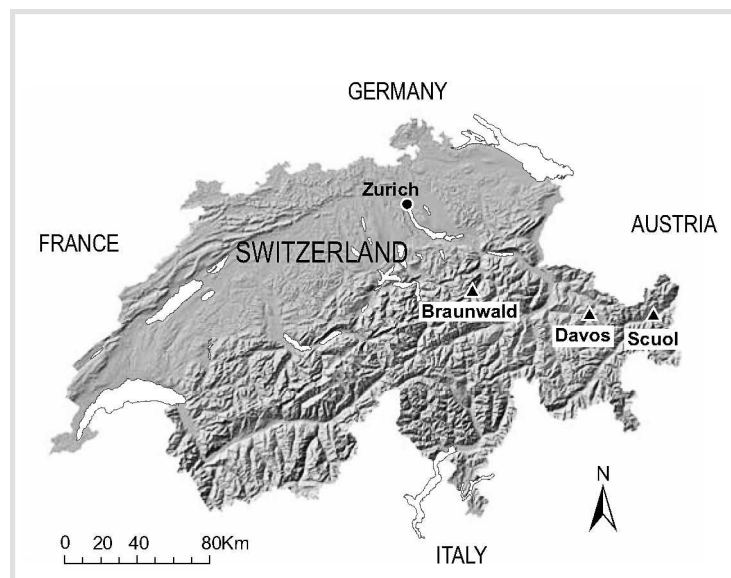 GERMANY
Zurich
AUSTRIA
FRANCE
SWITZERLAND
Braunwald
Davos
Scuol
N
0 20 40 80Km
ITALY